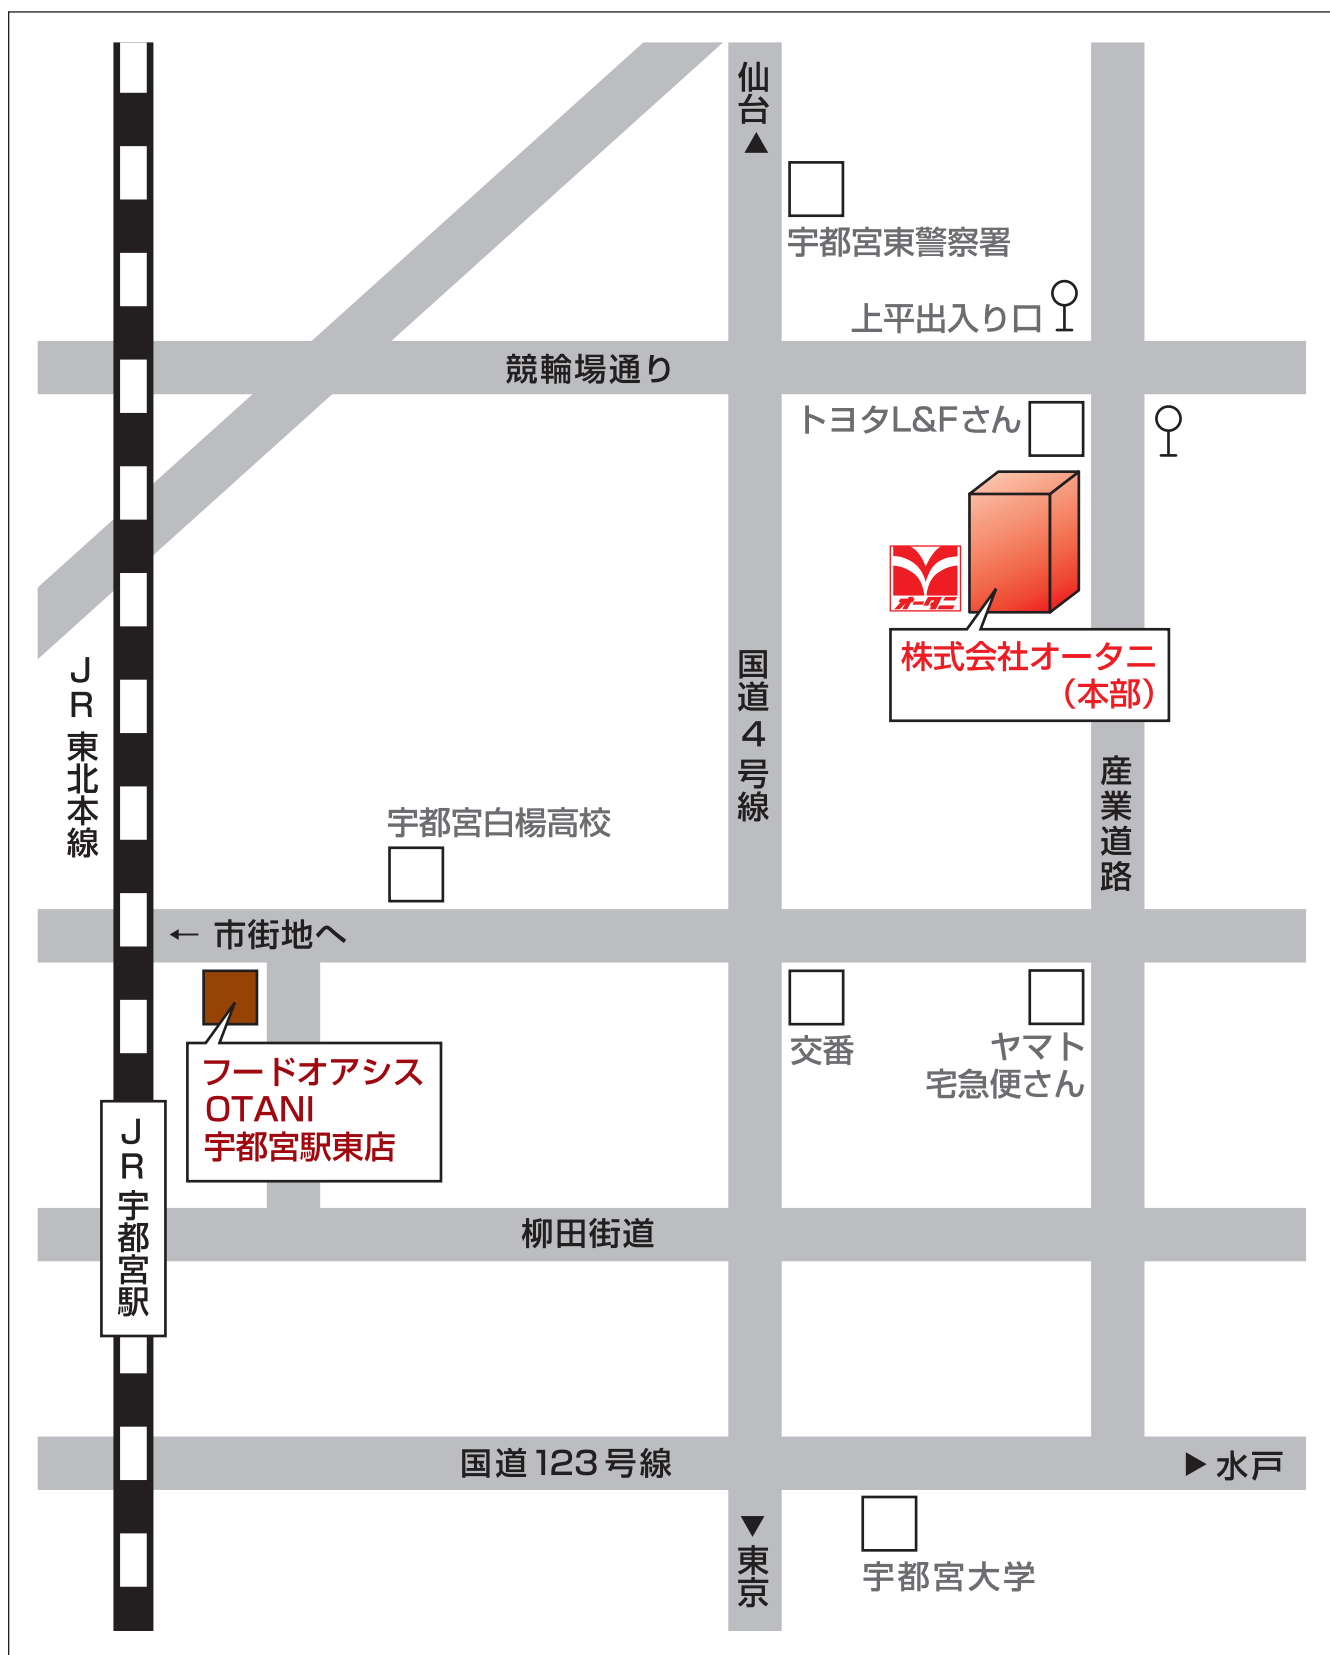 仙台▲
宇都宮東警察署
上平出入り口
競輪場通り
トヨタL&Fさん
オータニ
株式会社オータニ
（本部）
国道4号線
JR東北本線
産業道路
宇都宮白楊高校
← 市街地へ
フードオアシス
OTANI
宇都宮駅東店
交番
ヤマト
宅急便さん
JR宇都宮駅
柳田街道
国道123号線
▶水戸
▼東京
宇都宮大学